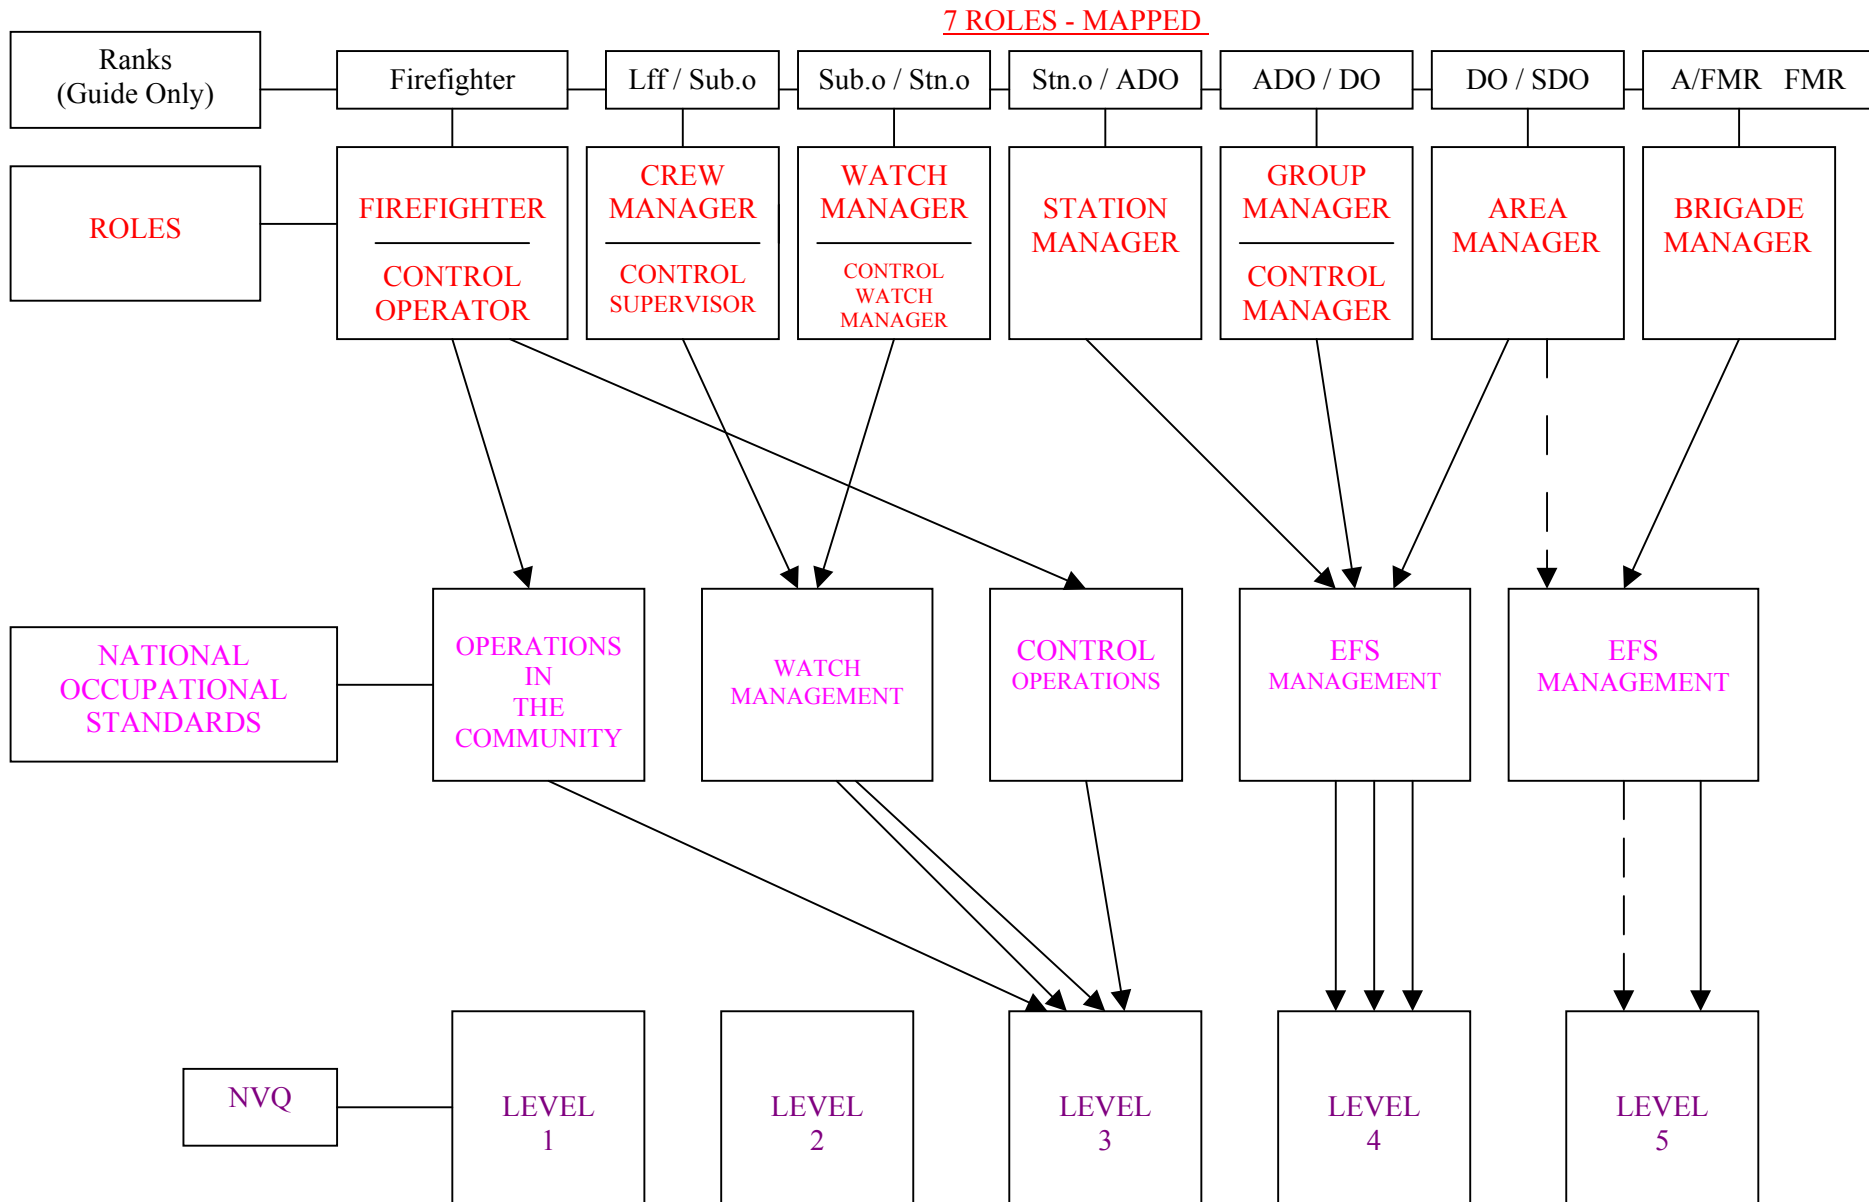 7 ROLES - MAPPED
Ranks
(Guide Only)
Firefighter
Lff / Sub.o
Sub.o / Stn.o
Stn.o / ADO
ADO / DO
DO / SDO
A/FMR FMR
ROLES
FIREFIGHTER
CONTROL
OPERATOR
CREW
MANAGER
CONTROL
SUPERVISOR
WATCH
MANAGER
CONTROL
WATCH
MANAGER
STATION
MANAGER
GROUP
MANAGER
CONTROL
MANAGER
AREA
MANAGER
BRIGADE
MANAGER
NATIONAL
OCCUPATIONAL
STANDARDS
OPERATIONS
IN
THE
COMMUNITY
WATCH
MANAGEMENT
CONTROL
OPERATIONS
EFS
MANAGEMENT
EFS
MANAGEMENT
NVQ
LEVEL
1
LEVEL
2
LEVEL
3
LEVEL
4
LEVEL
5